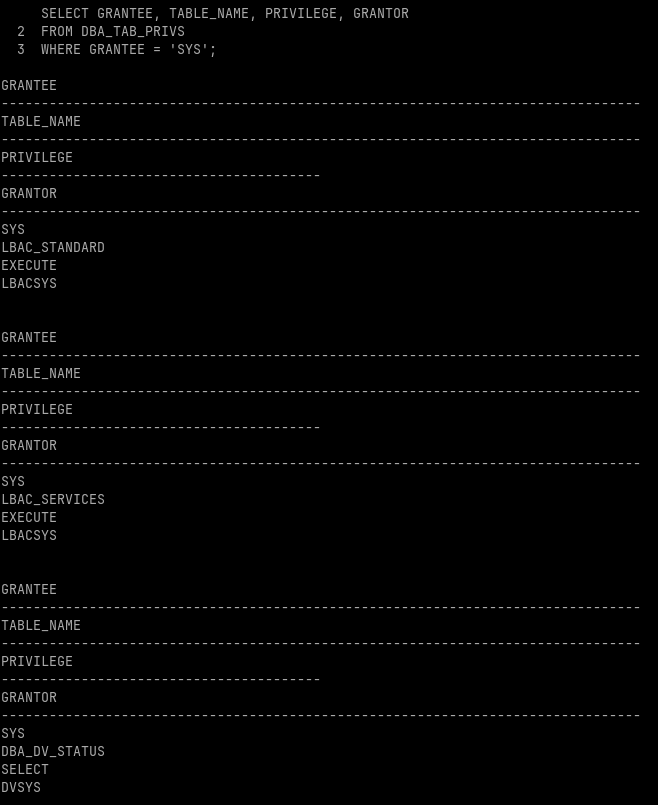 SELECT GRANTEE, TABLE_NAME, PRIVILEGE, GRANTOR
2 FROM DBA_TAB_PRIVS
3 WHERE GRANTEE = 'SYS';
GRANTEE
--------------------------------------------------------------------------------
TABLE_NAME
--------------------------------------------------------------------------------
PRIVILEGE
----------------------------------------
GRANTOR
--------------------------------------------------------------------------------
SYS
LBAC_STANDARD
EXECUTE
LBACSYS
GRANTEE
--------------------------------------------------------------------------------
TABLE_NAME
--------------------------------------------------------------------------------
PRIVILEGE
----------------------------------------
GRANTOR
--------------------------------------------------------------------------------
SYS
LBAC_SERVICES
EXECUTE
LBACSYS
GRANTEE
--------------------------------------------------------------------------------
TABLE_NAME
--------------------------------------------------------------------------------
PRIVILEGE
----------------------------------------
GRANTOR
--------------------------------------------------------------------------------
SYS
DBA_DV_STATUS
SELECT
DVSYS